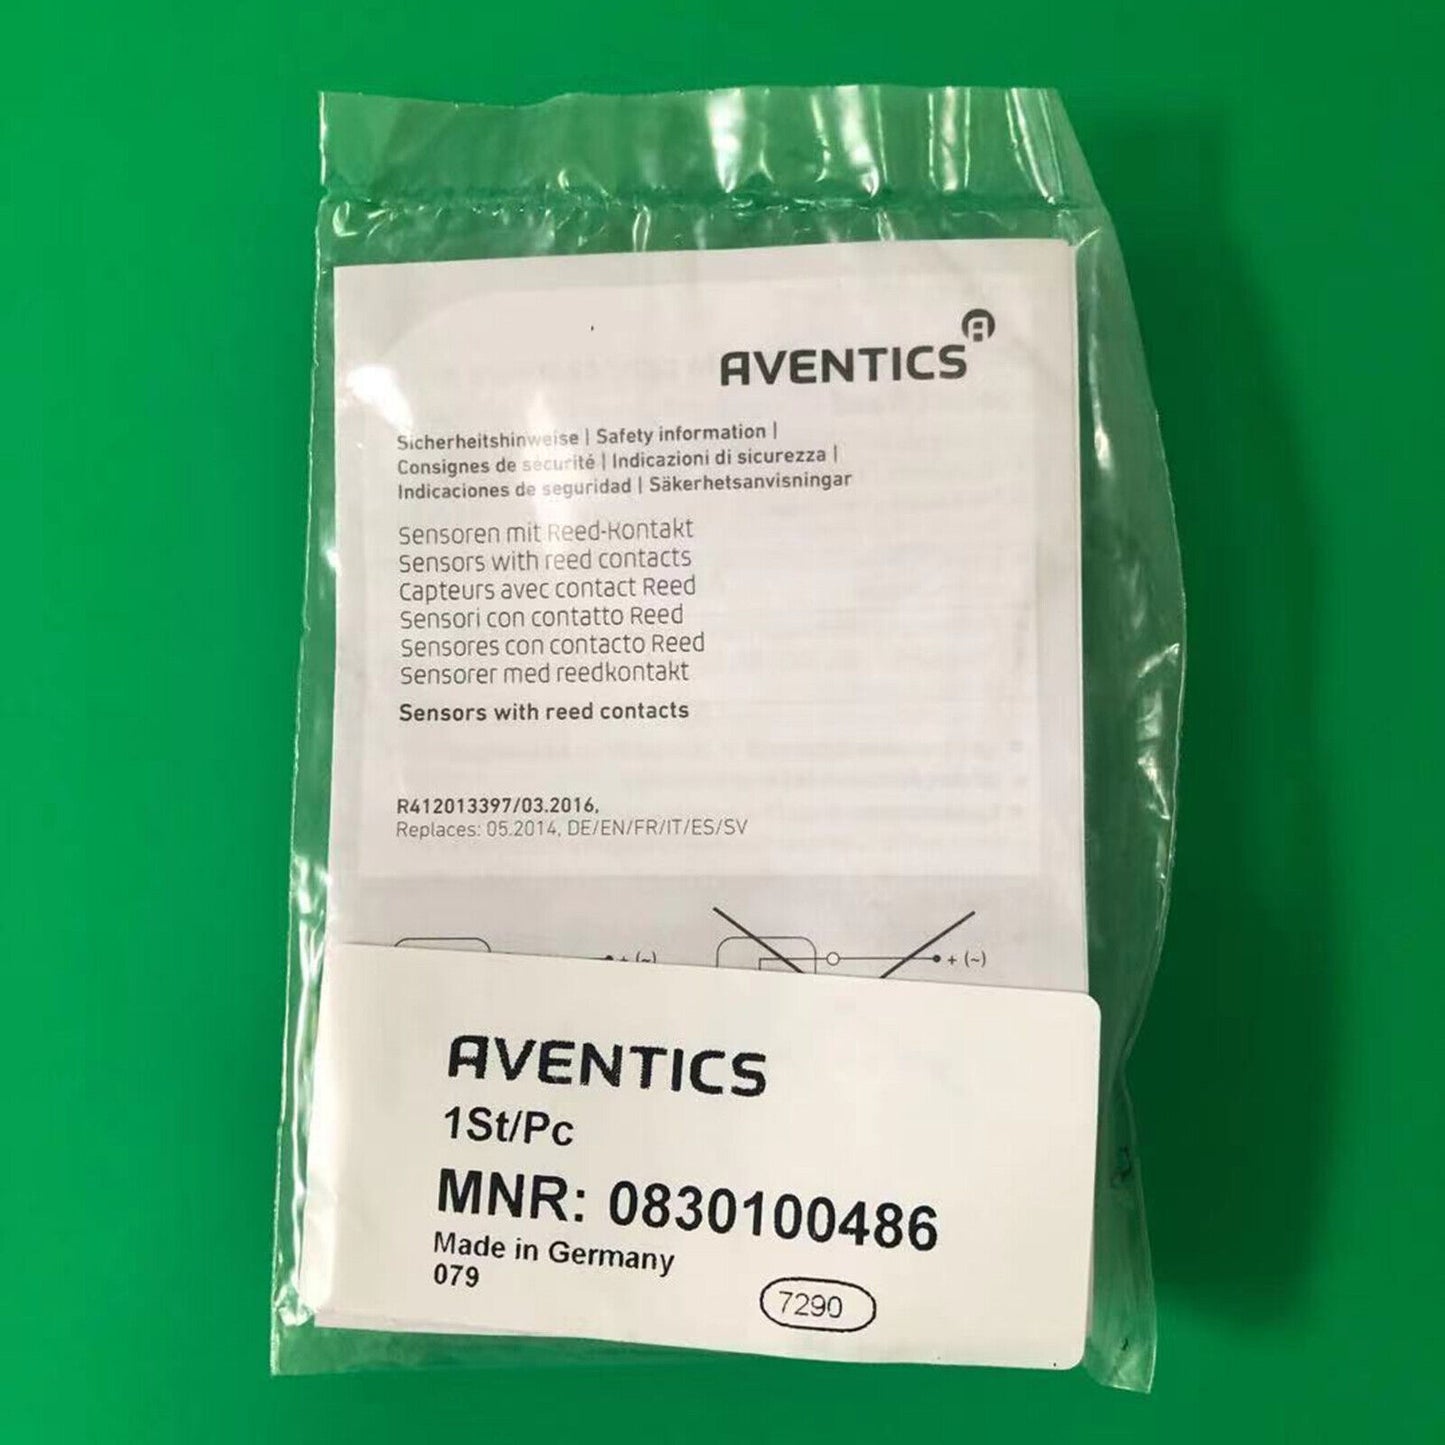 AVENTICS
Sicherheitshinweise | Safety information |
Consignes de sécurité | Indicazioni di sicurezza |
Indicaciones de seguridad | Säkerhetsanvisningar
Sensoren mit Reed-Kontakt
Sensors with reed contacts
Capteurs avec contact Reed
Sensori con contatto Reed
Sensores con contacto Reed
Sensorer med reedkontakt
Sensors with reed contacts
R412013397/03.2016,
Replaces: 05.2014, DE/EN/FR/IT/ES/SV
+ (~)
+ (~)
AVENTICS
1St/Pc
MNR: 0830100486
Made in Germany
079
7290